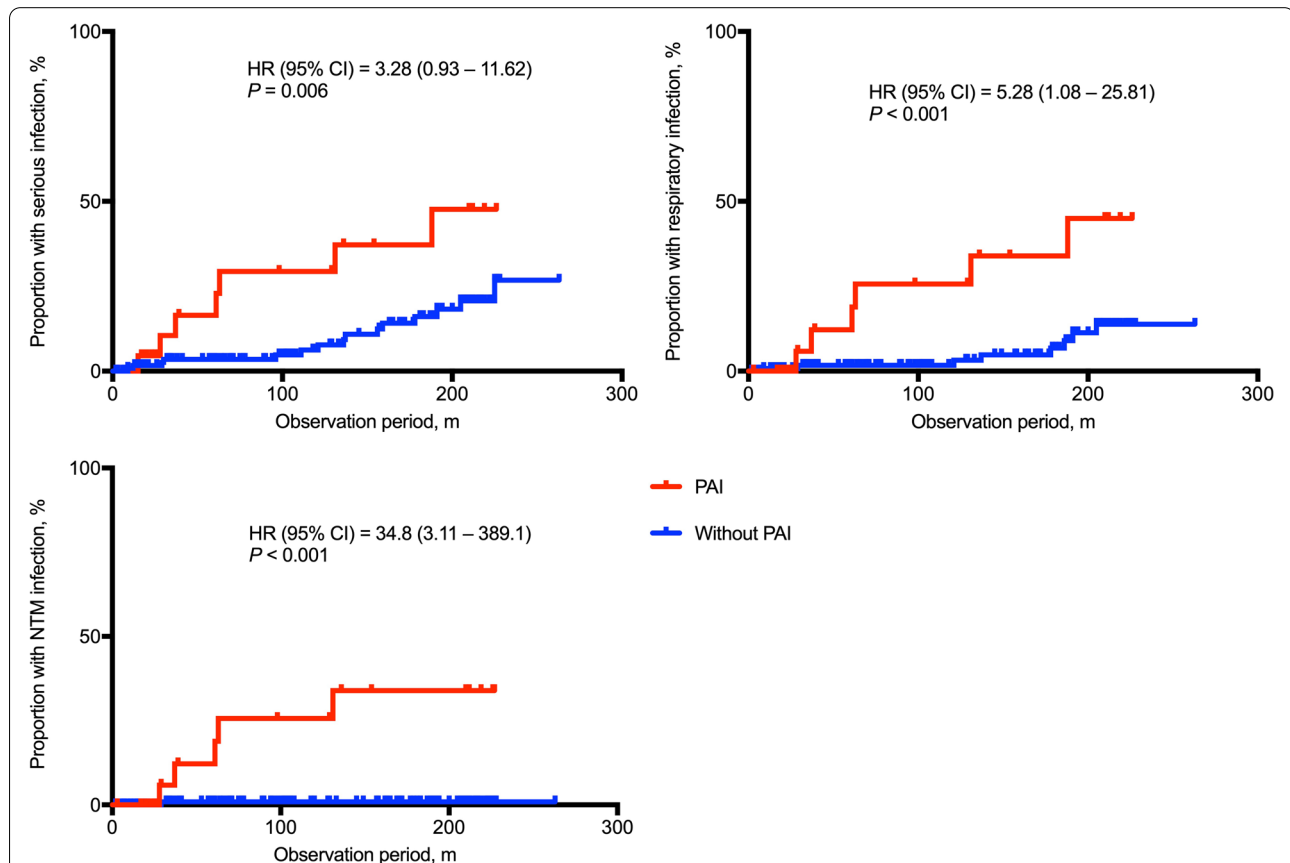 Proportion with serious infection, %
100
50
0
HR (95% CI) = 3.28 (0.93 – 11.62)
P = 0.006
0 100 200 300
Observation period, m
Proportion with respiratory infection, %
100
50
0
HR (95% CI) = 5.28 (1.08 – 25.81)
P < 0.001
0 100 200 300
Observation period, m
Proportion with NTM infection, %
100
50
0
HR (95% CI) = 34.8 (3.11 – 389.1)
P < 0.001
0 100 200 300
Observation period, m
PAI
Without PAI